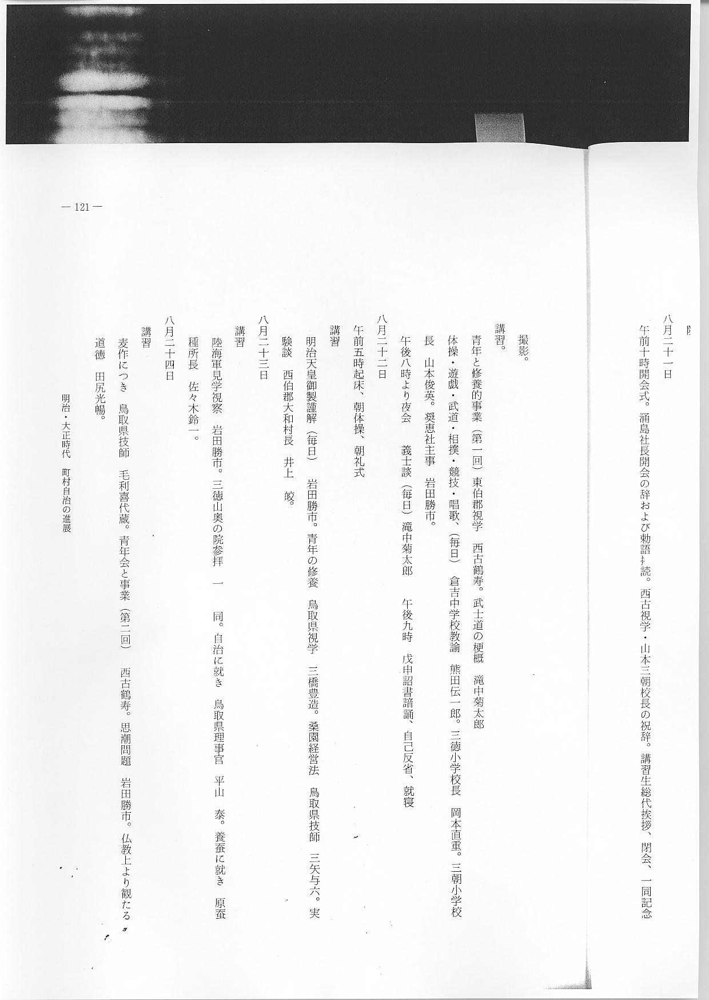 八月二十一日
午前十時開会式。涌島社長開会の辞および勅語読。西古視学・山本三朝校長の祝辞。講習生総代挨拶、閉会、一同記念
撮影。
講習。
青年と修養的事業（第一回）東伯郡視学　西古鶴寿。武士道の梗概　滝中菊太郎
体操・遊戯・武道・相撲・競技・唱歌、（毎日）　倉吉中学校教諭　熊田伝一郎。三徳小学校長　岡本直重。三朝小学校
長　山本俊英。奨恵社主事　岩田勝市。
午後八時より夜会　義士談（毎日）滝中菊太郎　午後九時　戊申詔書諳誦、自己反省、就寝
八月二十二日
午前五時起床、朝体操、朝礼式
講習
明治天皇御製謹解（毎日）　岩田勝市。青年の修養　鳥取県視学　三橋豊造。桑園経営法　鳥取県技師　三矢与六。実
験談　西伯郡大和村長　井上　皎。
八月二十三日
講習
陸海軍見学視察　岩田勝市。三徳山奥の院参拝　一　同。自治に就き　鳥取県理事官　平山　泰。養蚕に就き　原蚕
種所長　佐々木鈴一。
八月二十四日
講習
麦作につき　鳥取県技師　毛利喜代蔵。青年会と事業（第二回）　西古鶴寿。思潮問題　岩田勝市。仏教上より観たる
道徳　田尻光暢。
明治・大正時代　町村自治の進展
— 121 —